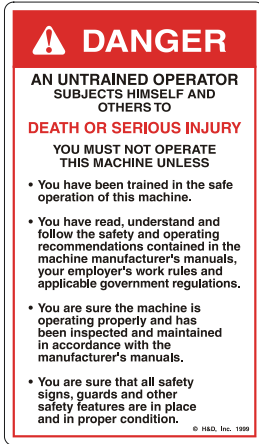 DANGER
AN UNTRAINED OPERATOR
SUBJECTS HIMSELF AND
OTHERS TO
DEATH OR SERIOUS INJURY
YOU MUST NOT OPERATE
THIS MACHINE UNLESS
• You have been trained in the safe
operation of this machine.
• You have read, understand and
follow the safety and operating
recommendations contained in the
machine manufacturer's manuals,
your employer's work rules and
applicable government regulations.
• You are sure the machine is
operating properly and has
been inspected and maintained
in accordance with the
manufacturer's manuals.
• You are sure that all safety
signs, guards and other
safety features are in place
and in proper condition.
© H&D, Inc. 1999